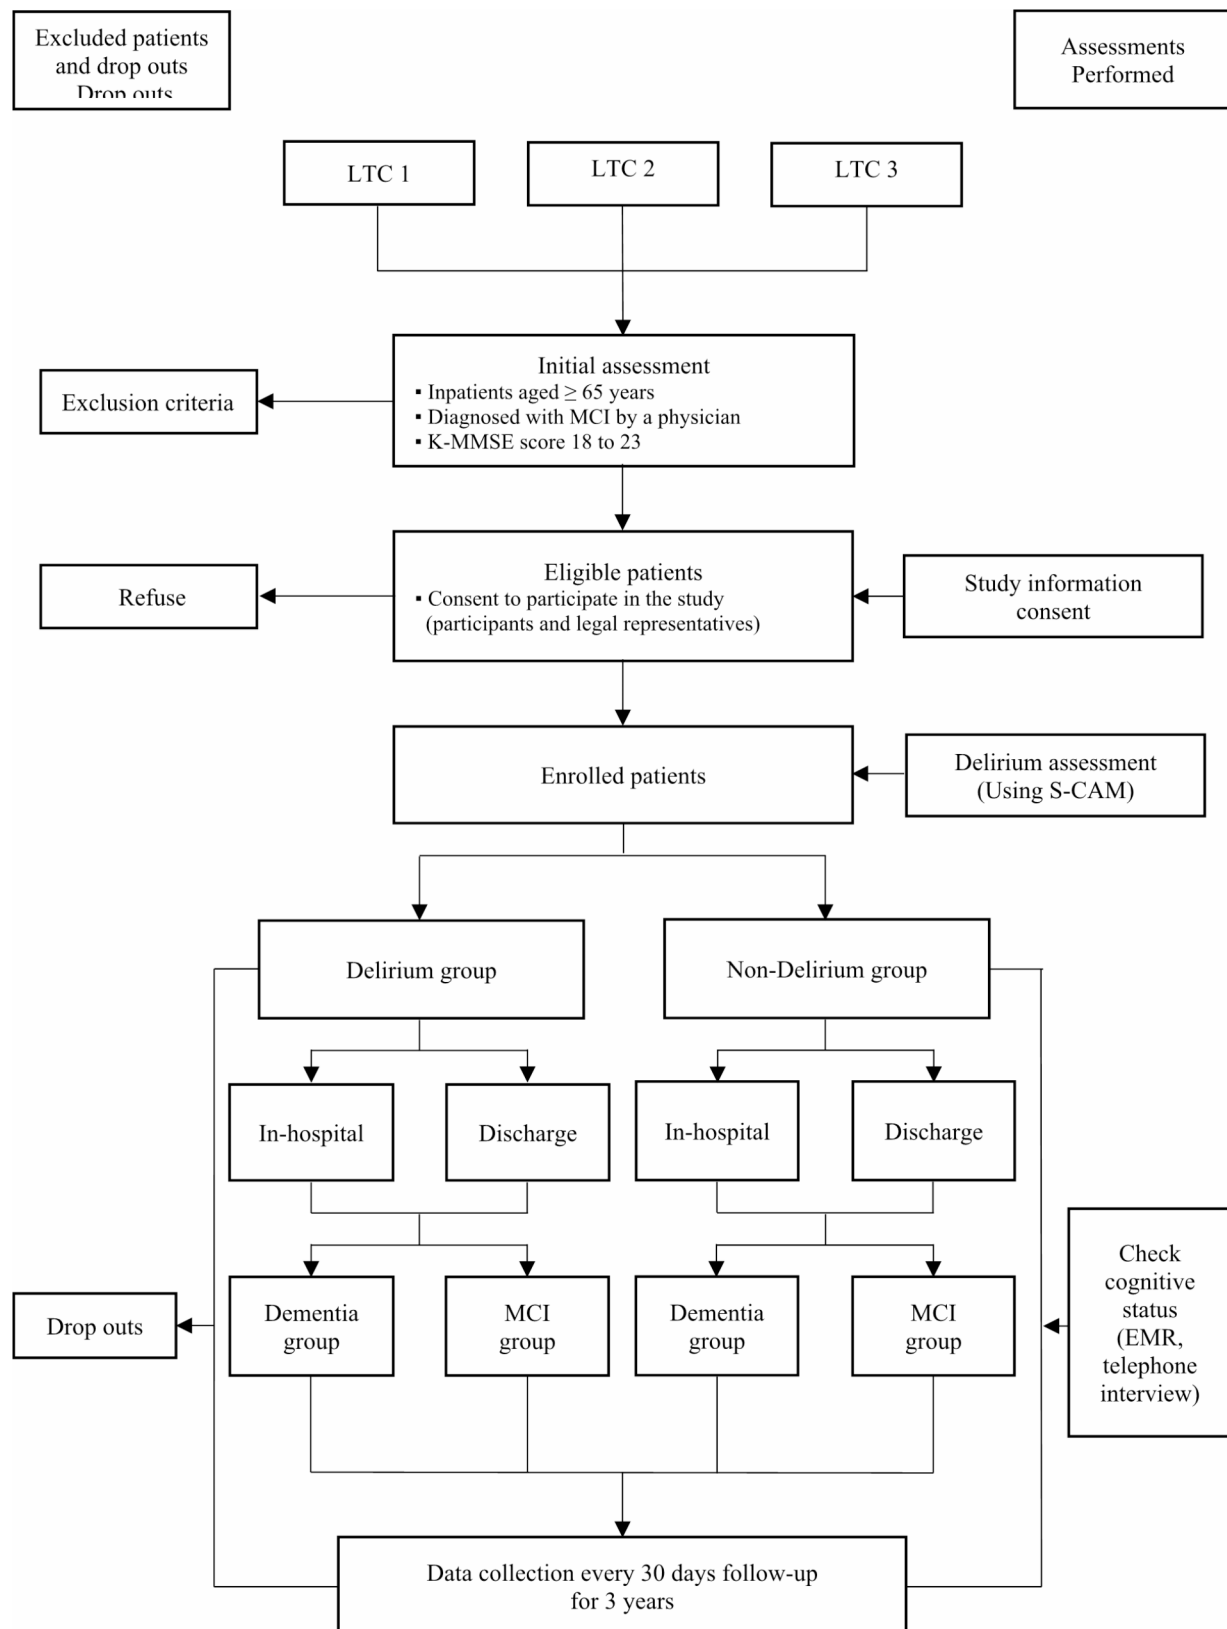 Excluded patients
and drop outs
Drop outs
Assessments
Performed
LTC 1
LTC 2
LTC 3
Initial assessment
▪ Inpatients aged ≥ 65 years
▪ Diagnosed with MCI by a physician
▪ K-MMSE score 18 to 23
Exclusion criteria
Eligible patients
▪ Consent to participate in the study
(participants and legal representatives)
Refuse
Study information
consent
Enrolled patients
Delirium assessment
(Using S-CAM)
Delirium group
Non-Delirium group
In-hospital
Discharge
In-hospital
Discharge
Dementia
group
MCI
group
Dementia
group
MCI
group
Drop outs
Check
cognitive
status
(EMR,
telephone
interview)
Data collection every 30 days follow-up
for 3 years